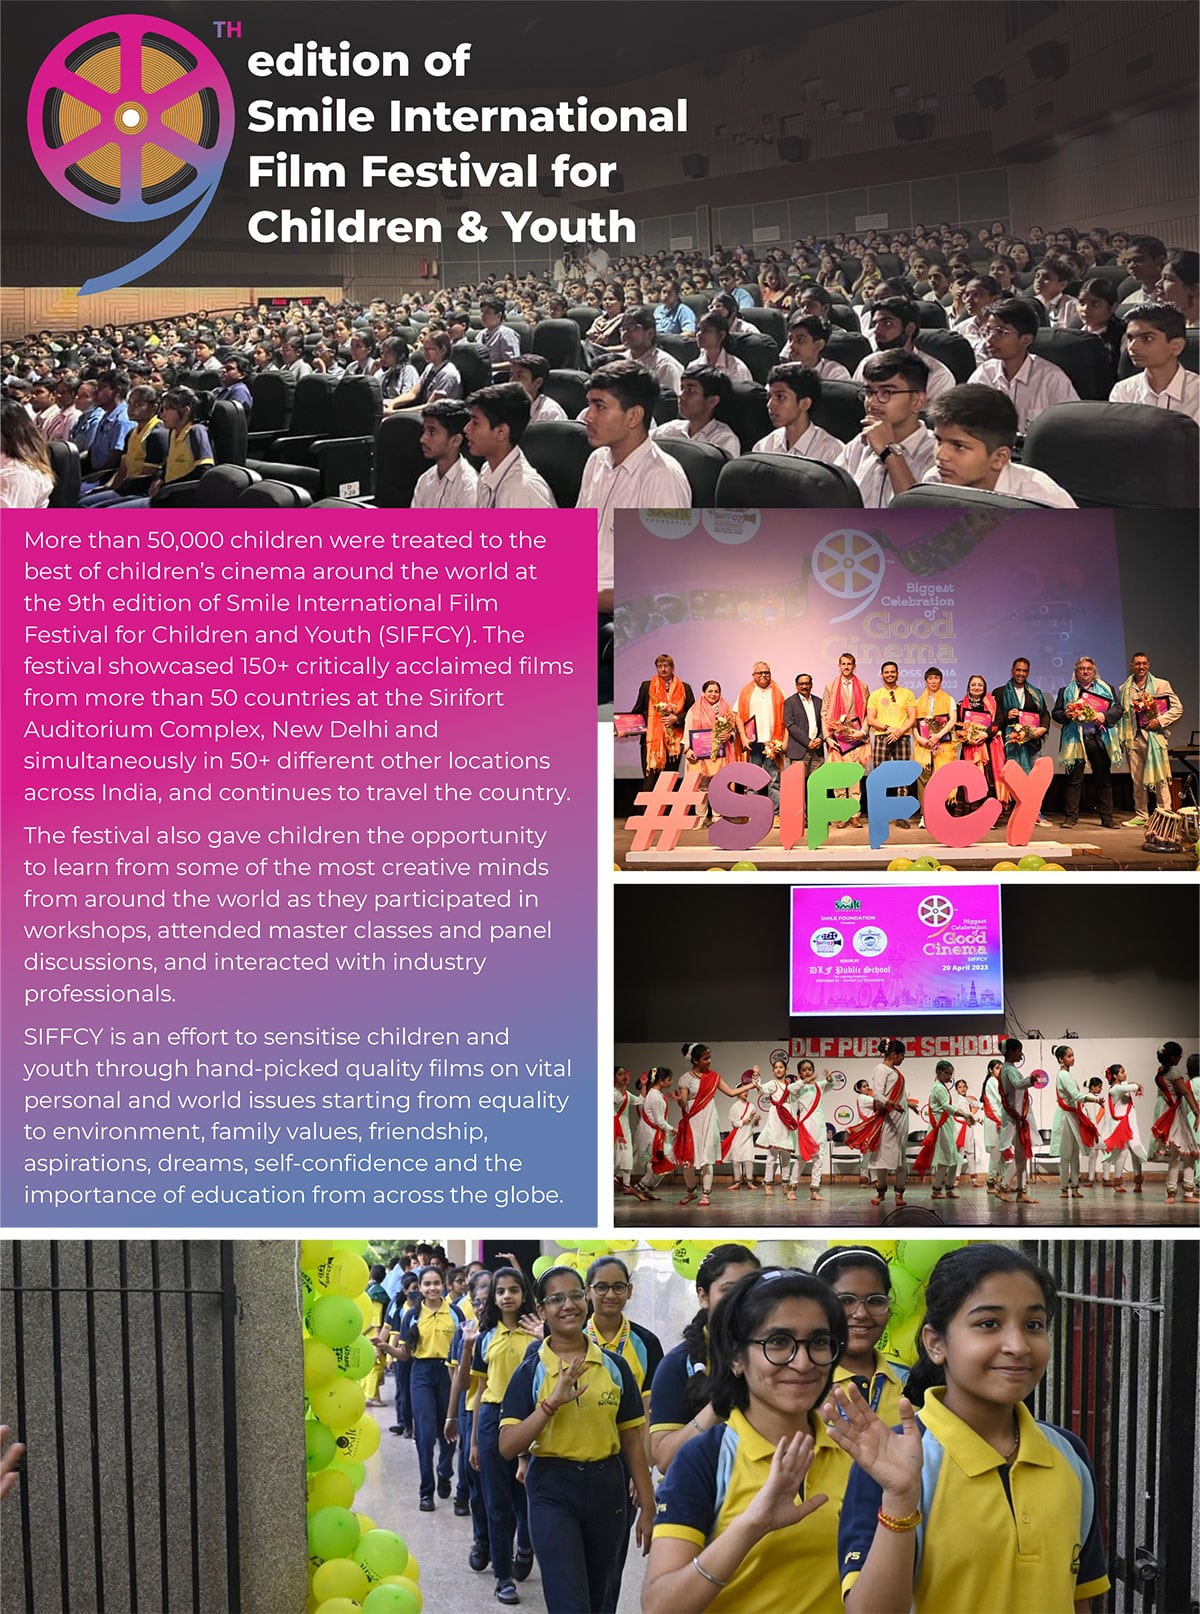 TH
edition of
Smile International
Film Festival for
Children & Youth
More than 50,000 children were treated to the
best of children’s cinema around the world at
the 9th edition of Smile International Film
Festival for Children and Youth (SIFFCY). The
festival showcased 150+ critically acclaimed films
from more than 50 countries at the Sirifort
Auditorium Complex, New Delhi and
simultaneously in 50+ different other locations
across India, and continues to travel the country.
The festival also gave children the opportunity
to learn from some of the most creative minds
from around the world as they participated in
workshops, attended master classes and panel
discussions, and interacted with industry
professionals.
SIFFCY is an effort to sensitise children and
youth through hand-picked quality films on vital
personal and world issues starting from equality
to environment, family values, friendship,
aspirations, dreams, self-confidence and the
importance of education from across the globe.
FOUNDATION
SIFFCY
Biggest
Celebration
of
Good
Cinema
#SIFFCY
Smile
FOUNDATION
SMILE FOUNDATION
Presents
HOSTED BY
DLF Public School
Biggest
Celebration
of
Good
Cinema
SIFFCY
20 April 2023
DLF PUBLIC SCHOOL